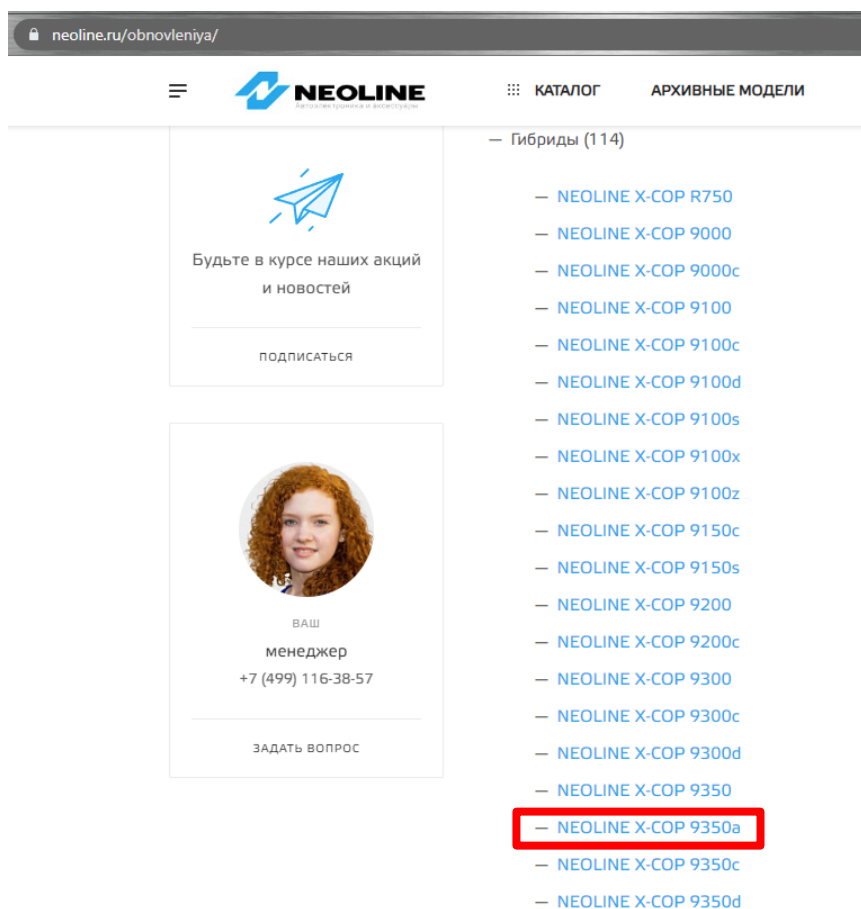 neoline.ru/obnovleniya/
NEOLINE
Автоэлектроника и аксессуары
КАТАЛОГ
АРХИВНЫЕ МОДЕЛИ
Будьте в курсе наших акций
и новостей
ПОДПИСАТЬСЯ
ВАШ
менеджер
+7 (499) 116-38-57
ЗАДАТЬ ВОПРОС
— Гибриды (114)
— NEOLINE X-COP R750
— NEOLINE X-COP 9000
— NEOLINE X-COP 9000c
— NEOLINE X-COP 9100
— NEOLINE X-COP 9100c
— NEOLINE X-COP 9100d
— NEOLINE X-COP 9100s
— NEOLINE X-COP 9100x
— NEOLINE X-COP 9100z
— NEOLINE X-COP 9150c
— NEOLINE X-COP 9150s
— NEOLINE X-COP 9200
— NEOLINE X-COP 9200c
— NEOLINE X-COP 9300
— NEOLINE X-COP 9300c
— NEOLINE X-COP 9300d
— NEOLINE X-COP 9350
— NEOLINE X-COP 9350a
— NEOLINE X-COP 9350c
— NEOLINE X-COP 9350d